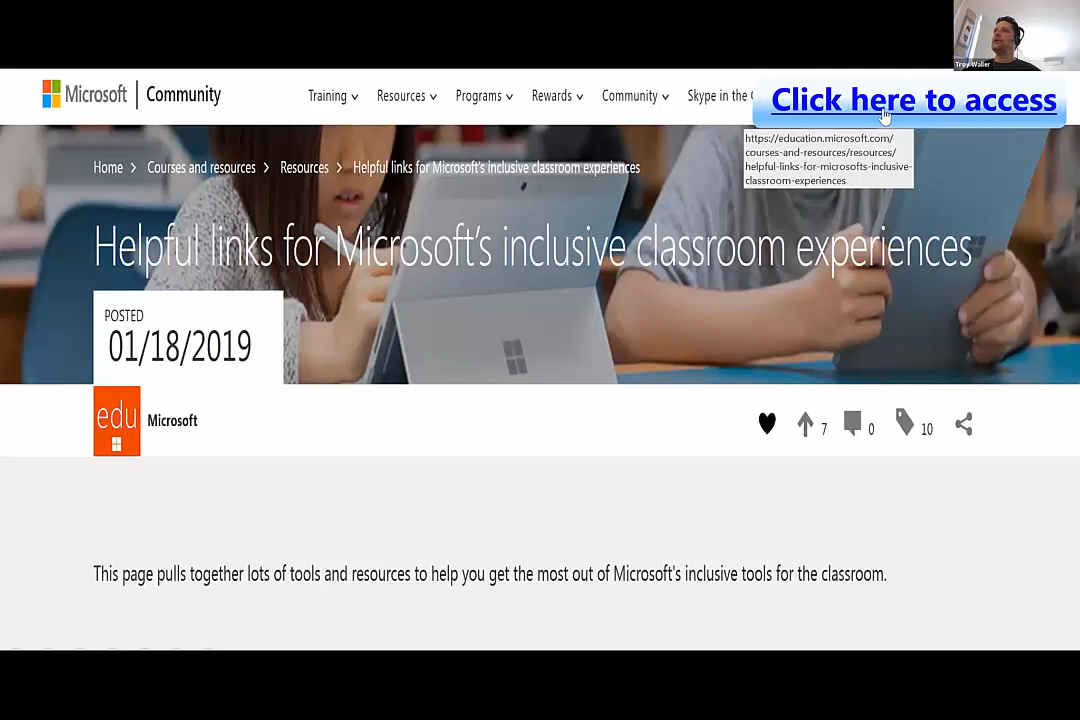 Troy Waller
Microsoft | Community
Training Resources Programs Rewards Community Skype in the
Click here to access
https://education.microsoft.com/
courses-and-resources/resources/
helpful-links-for-microsofts-inclusive-
classroom-experiences
Home > Courses and resources > Resources > Helpful links for Microsoft's inclusive classroom experiences
Helpful links for Microsoft's inclusive classroom experiences
POSTED
01/18/2019
edu
Microsoft
7 0 10
This page pulls together lots of tools and resources to help you get the most out of Microsoft's inclusive tools for the classroom.